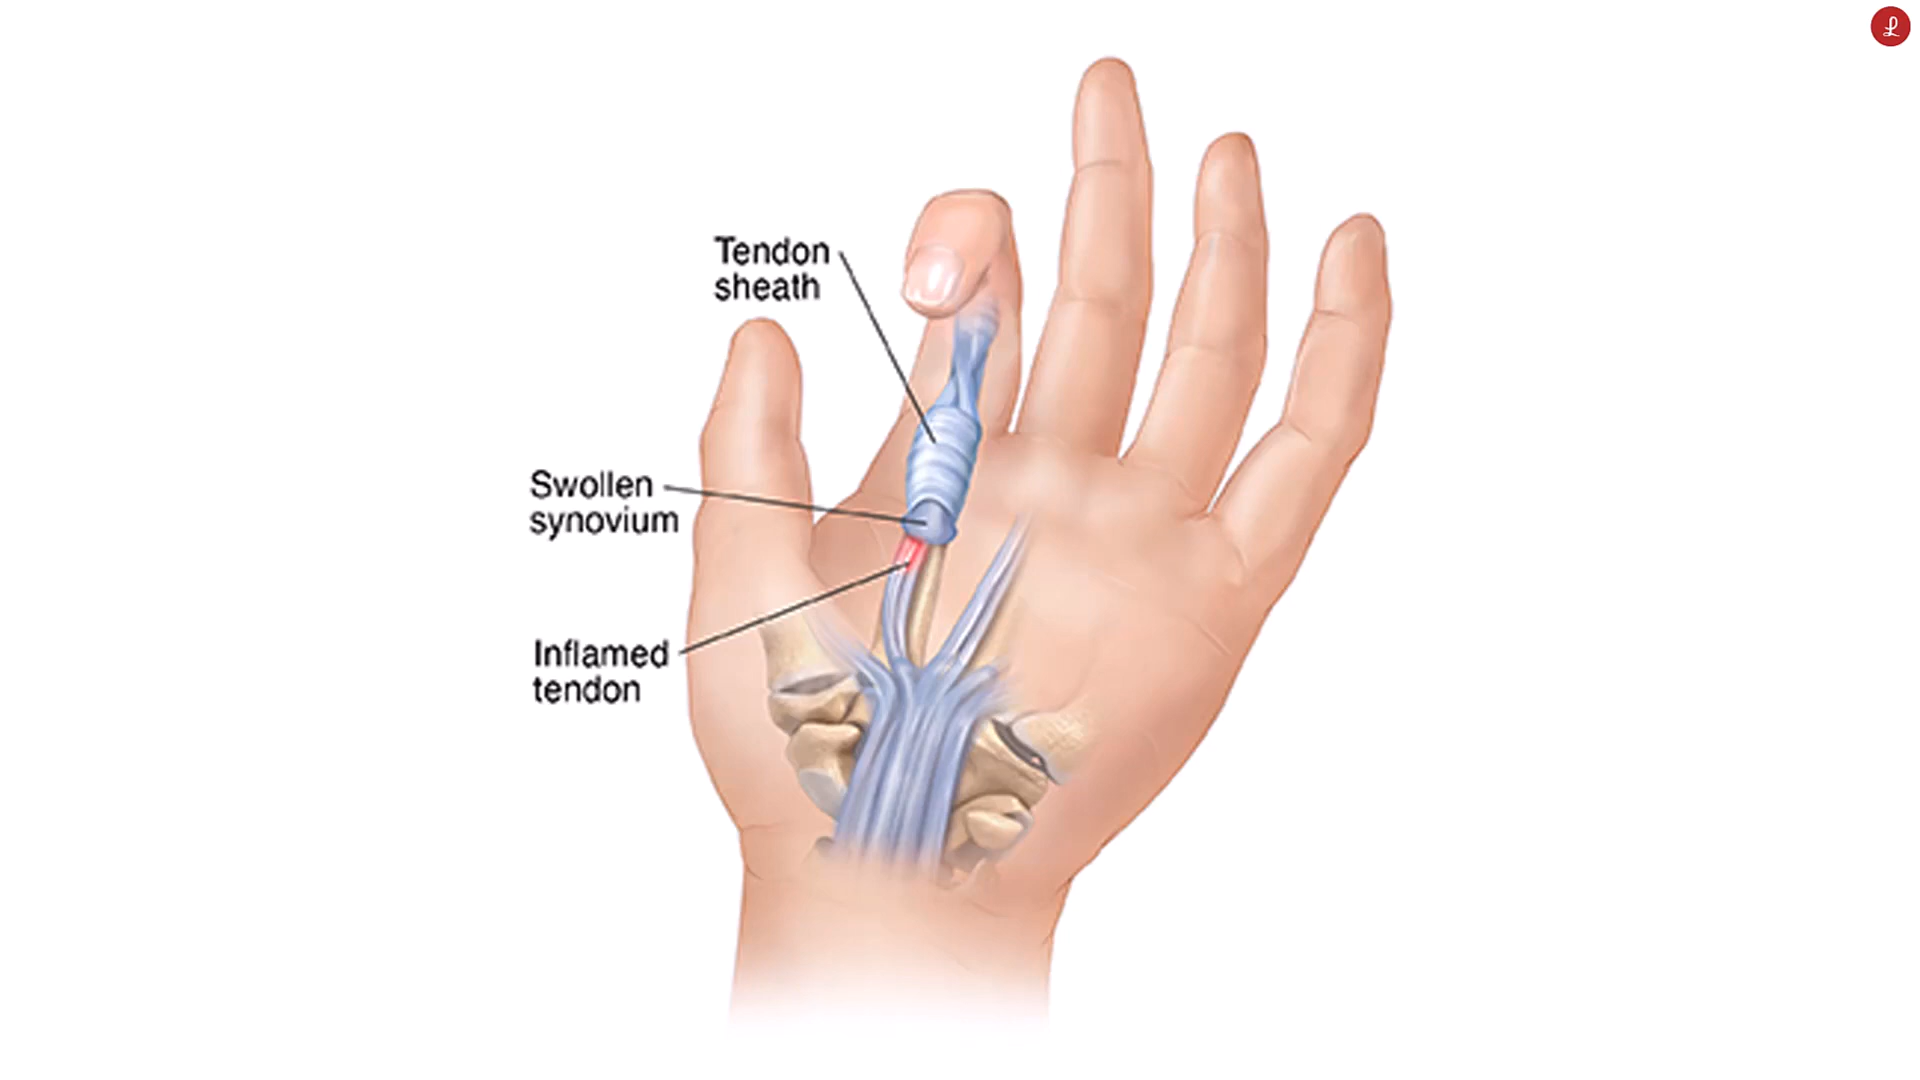 Tendon
sheath
Swollen
synovium
Inflamed
tendon